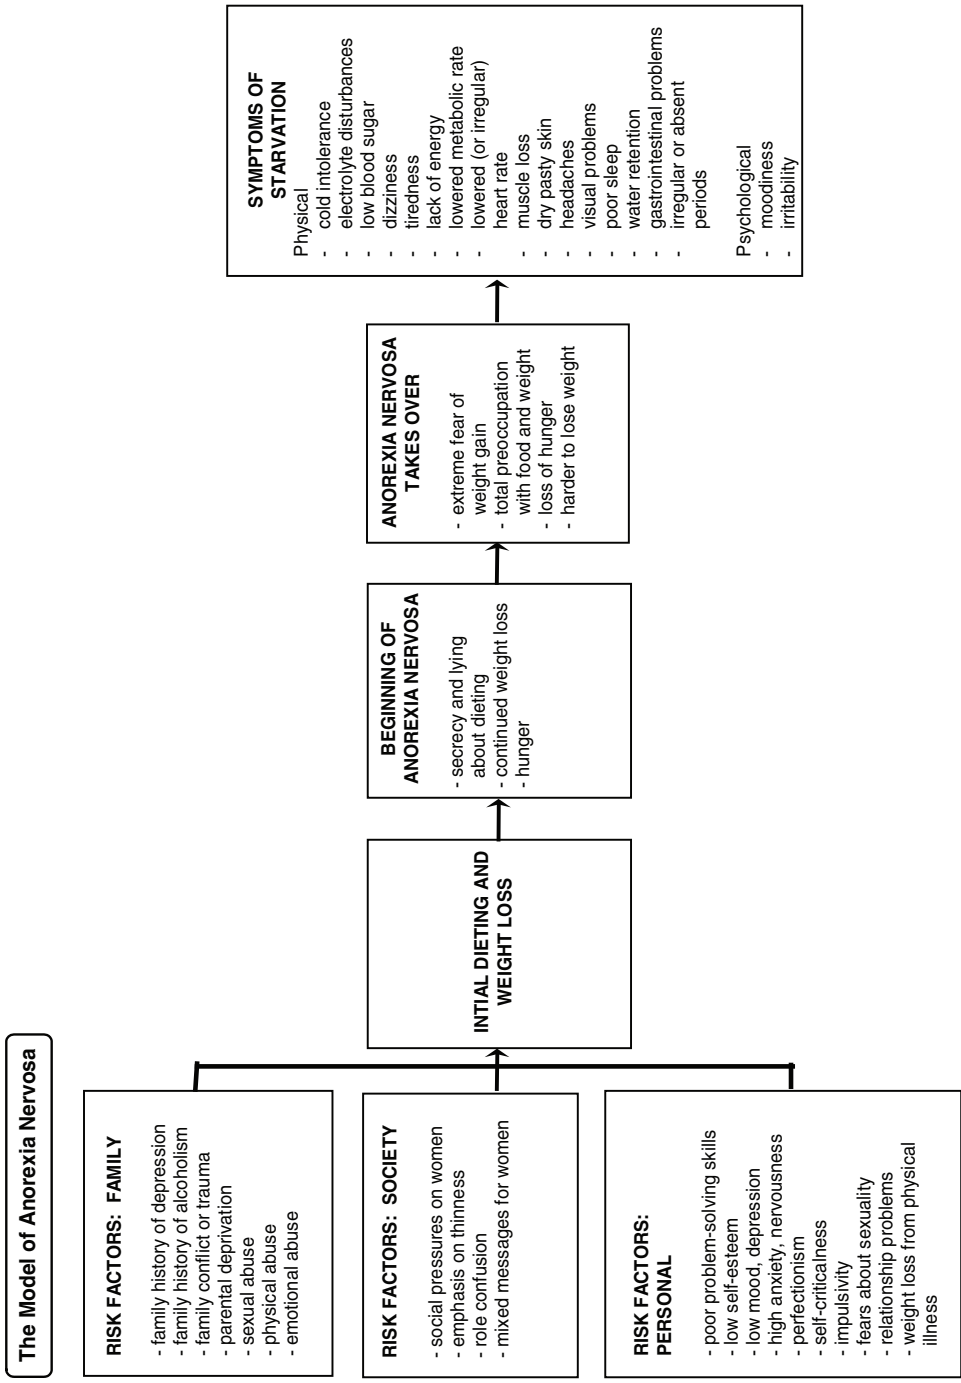 The Model of Anorexia Nervosa
RISK FACTORS: FAMILY
- family history of depression
- family history of alcoholism
- family conflict or trauma
- parental deprivation
- sexual abuse
- physical abuse
- emotional abuse
RISK FACTORS: SOCIETY
- social pressures on women
- emphasis on thinness
- role confusion
- mixed messages for women
RISK FACTORS:
PERSONAL
- poor problem-solving skills
- low self-esteem
- low mood, depression
- high anxiety, nervousness
- perfectionism
- self-criticalness
- impulsivity
- fears about sexuality
- relationship problems
- weight loss from physical
illness
INTIAL DIETING AND
WEIGHT LOSS
BEGINNING OF
ANOREXIA NERVOSA
- secrecy and lying
about dieting
- continued weight loss
- hunger
ANOREXIA NERVOSA
TAKES OVER
- extreme fear of
weight gain
- total preoccupation
with food and weight
- loss of hunger
- harder to lose weight
SYMPTOMS OF
STARVATION
Physical
- cold intolerance
- electrolyte disturbances
- low blood sugar
- dizziness
- tiredness
- lack of energy
- lowered metabolic rate
- lowered (or irregular)
heart rate
- muscle loss
- dry pasty skin
- headaches
- visual problems
- poor sleep
- water retention
- gastrointestinal problems
- irregular or absent
periods
Psychological
- moodiness
- irritability